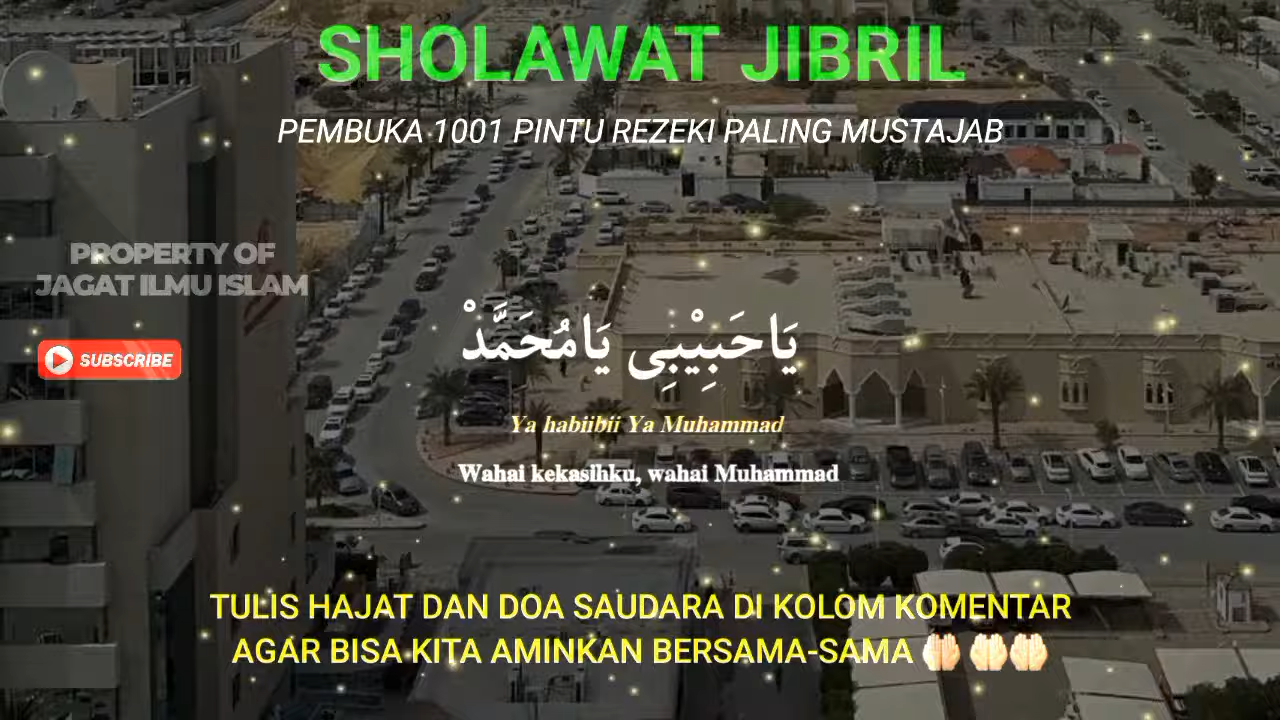 SHOLAWAT JIBRIL
PEMBUKA 1001 PINTU REZEKI PALING MUSTAJAB
PROPERTY OF
JAGAT ILMU ISLAM
SUBSCRIBE
يَاحَبِيْبِى يَامُحَمَّدْ
Ya habiibii Ya Muhammad
Wahai kekasihku, wahai Muhammad
TULIS HAJAT DAN DOA SAUDARA DI KOLOM KOMENTAR
AGAR BISA KITA AMINKAN BERSAMA-SAMA 🤲🏻 🤲🏻🤲🏻